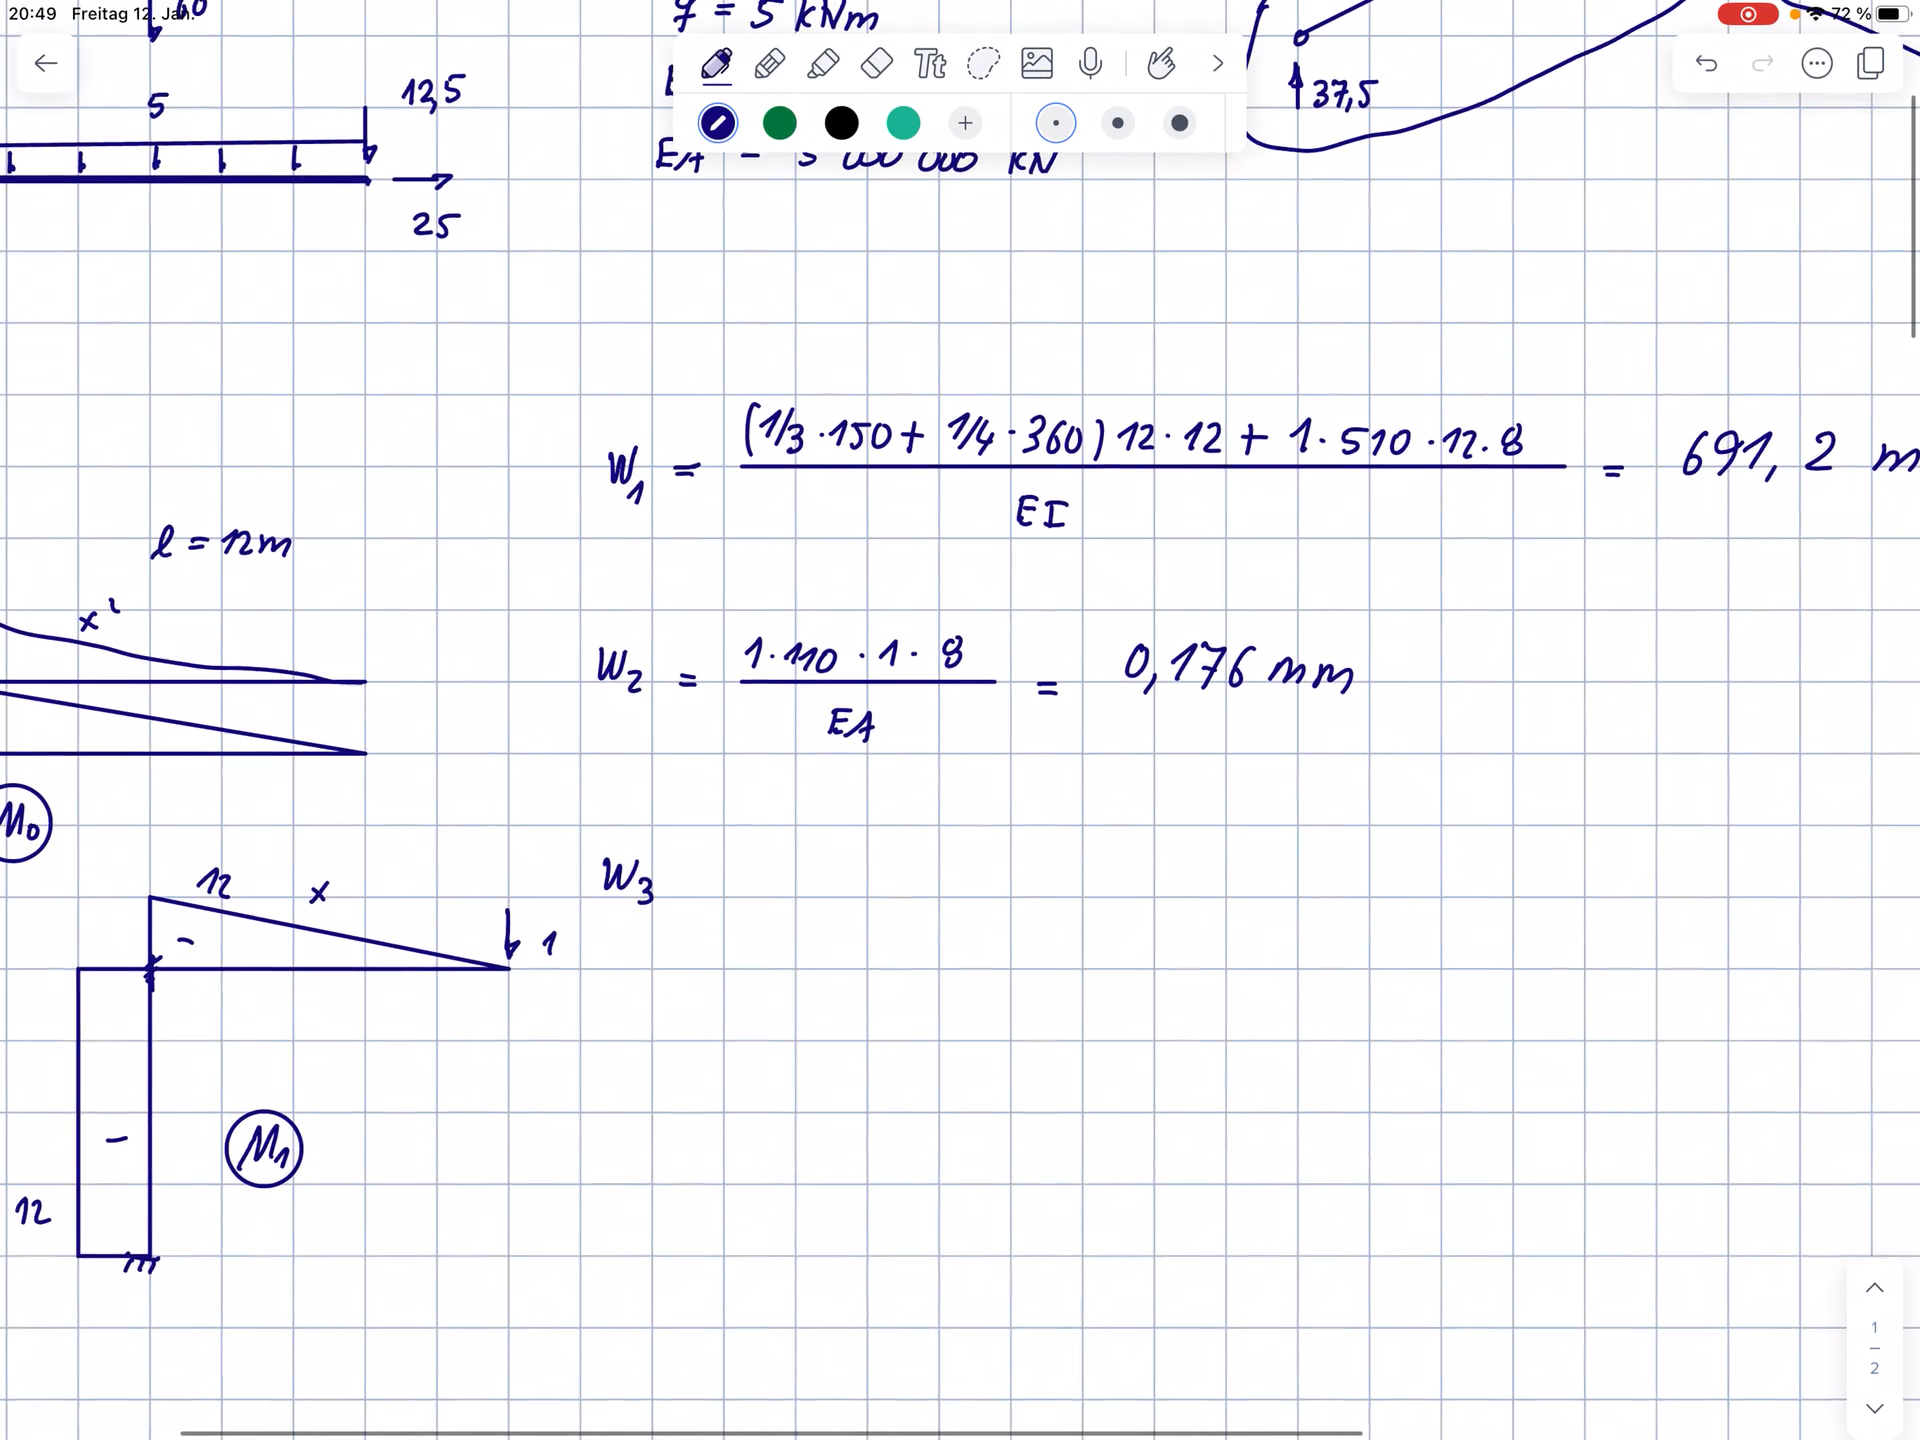 20:49 Freitag 12. Jan.
72 %
q = 5 kNm
Tt
5
12,5
37,5
EA = 5 000 000 KN
25
W1 = (1/3 · 150 + 1/4 · 360) 12 · 12 + 1 · 510 · 12 · 8 = 691, 2 m
EI
l = 12m
x²
W2 = 1 · 110 · 1 · 8 = 0,176 mm
EA
M0
12 x
W3
-
1
-
M1
12
1
2